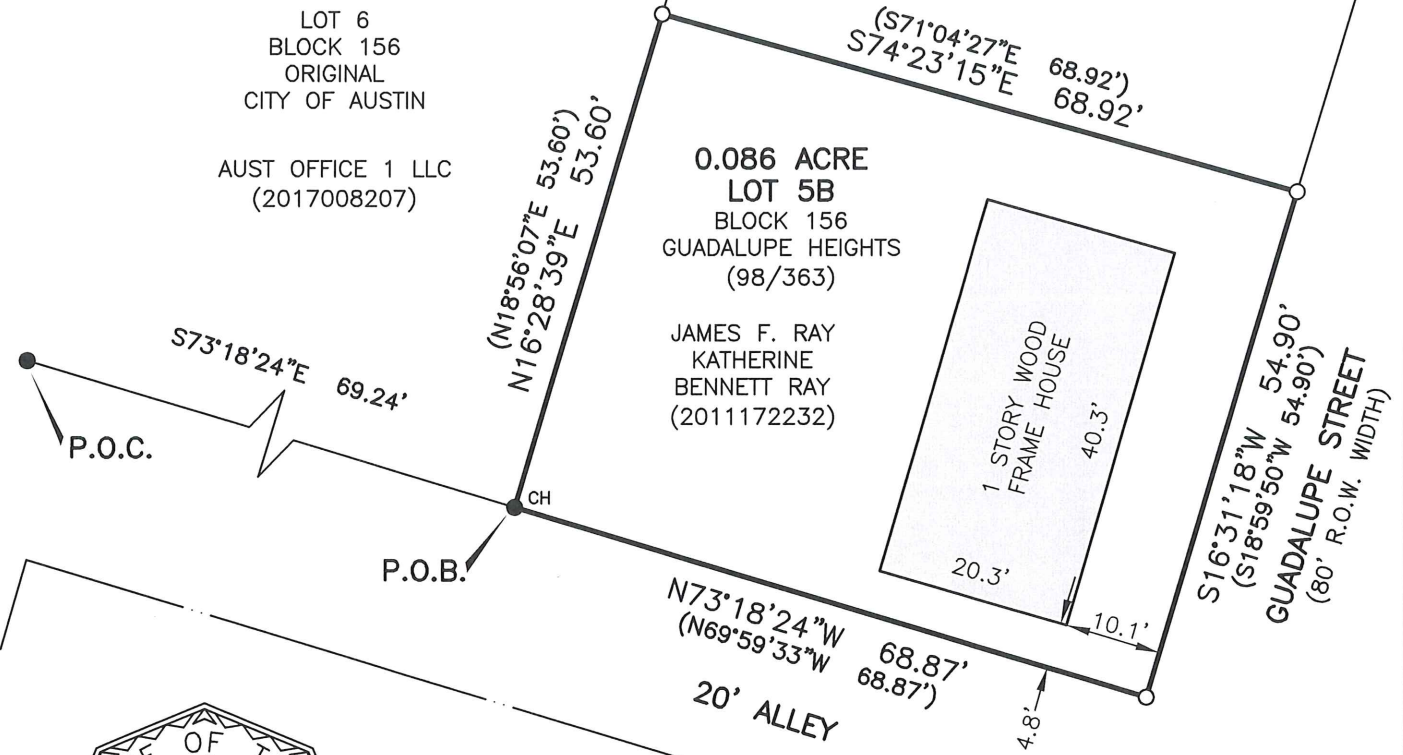 LOT 6
BLOCK 156
ORIGINAL
CITY OF AUSTIN
AUST OFFICE 1 LLC
(2017008207)
(S71°04'27"E 68.92')
S74°23'15"E 68.92'
(N18°56'07"E 53.60')
N16°28'39"E 53.60'
0.086 ACRE
LOT 5B
BLOCK 156
GUADALUPE HEIGHTS
(98/363)
JAMES F. RAY
KATHERINE
BENNETT RAY
(2011172232)
1 STORY WOOD
FRAME HOUSE
40.3'
20.3'
10.1'
4.8'
S16°31'18"W 54.90'
(S18°59'50"W 54.90')
GUADALUPE STREET
(80' R.O.W. WIDTH)
S73°18'24"E 69.24'
P.O.C.
CH
P.O.B.
N73°18'24"W 68.87'
(N69°59'33"W 68.87')
20' ALLEY
OF